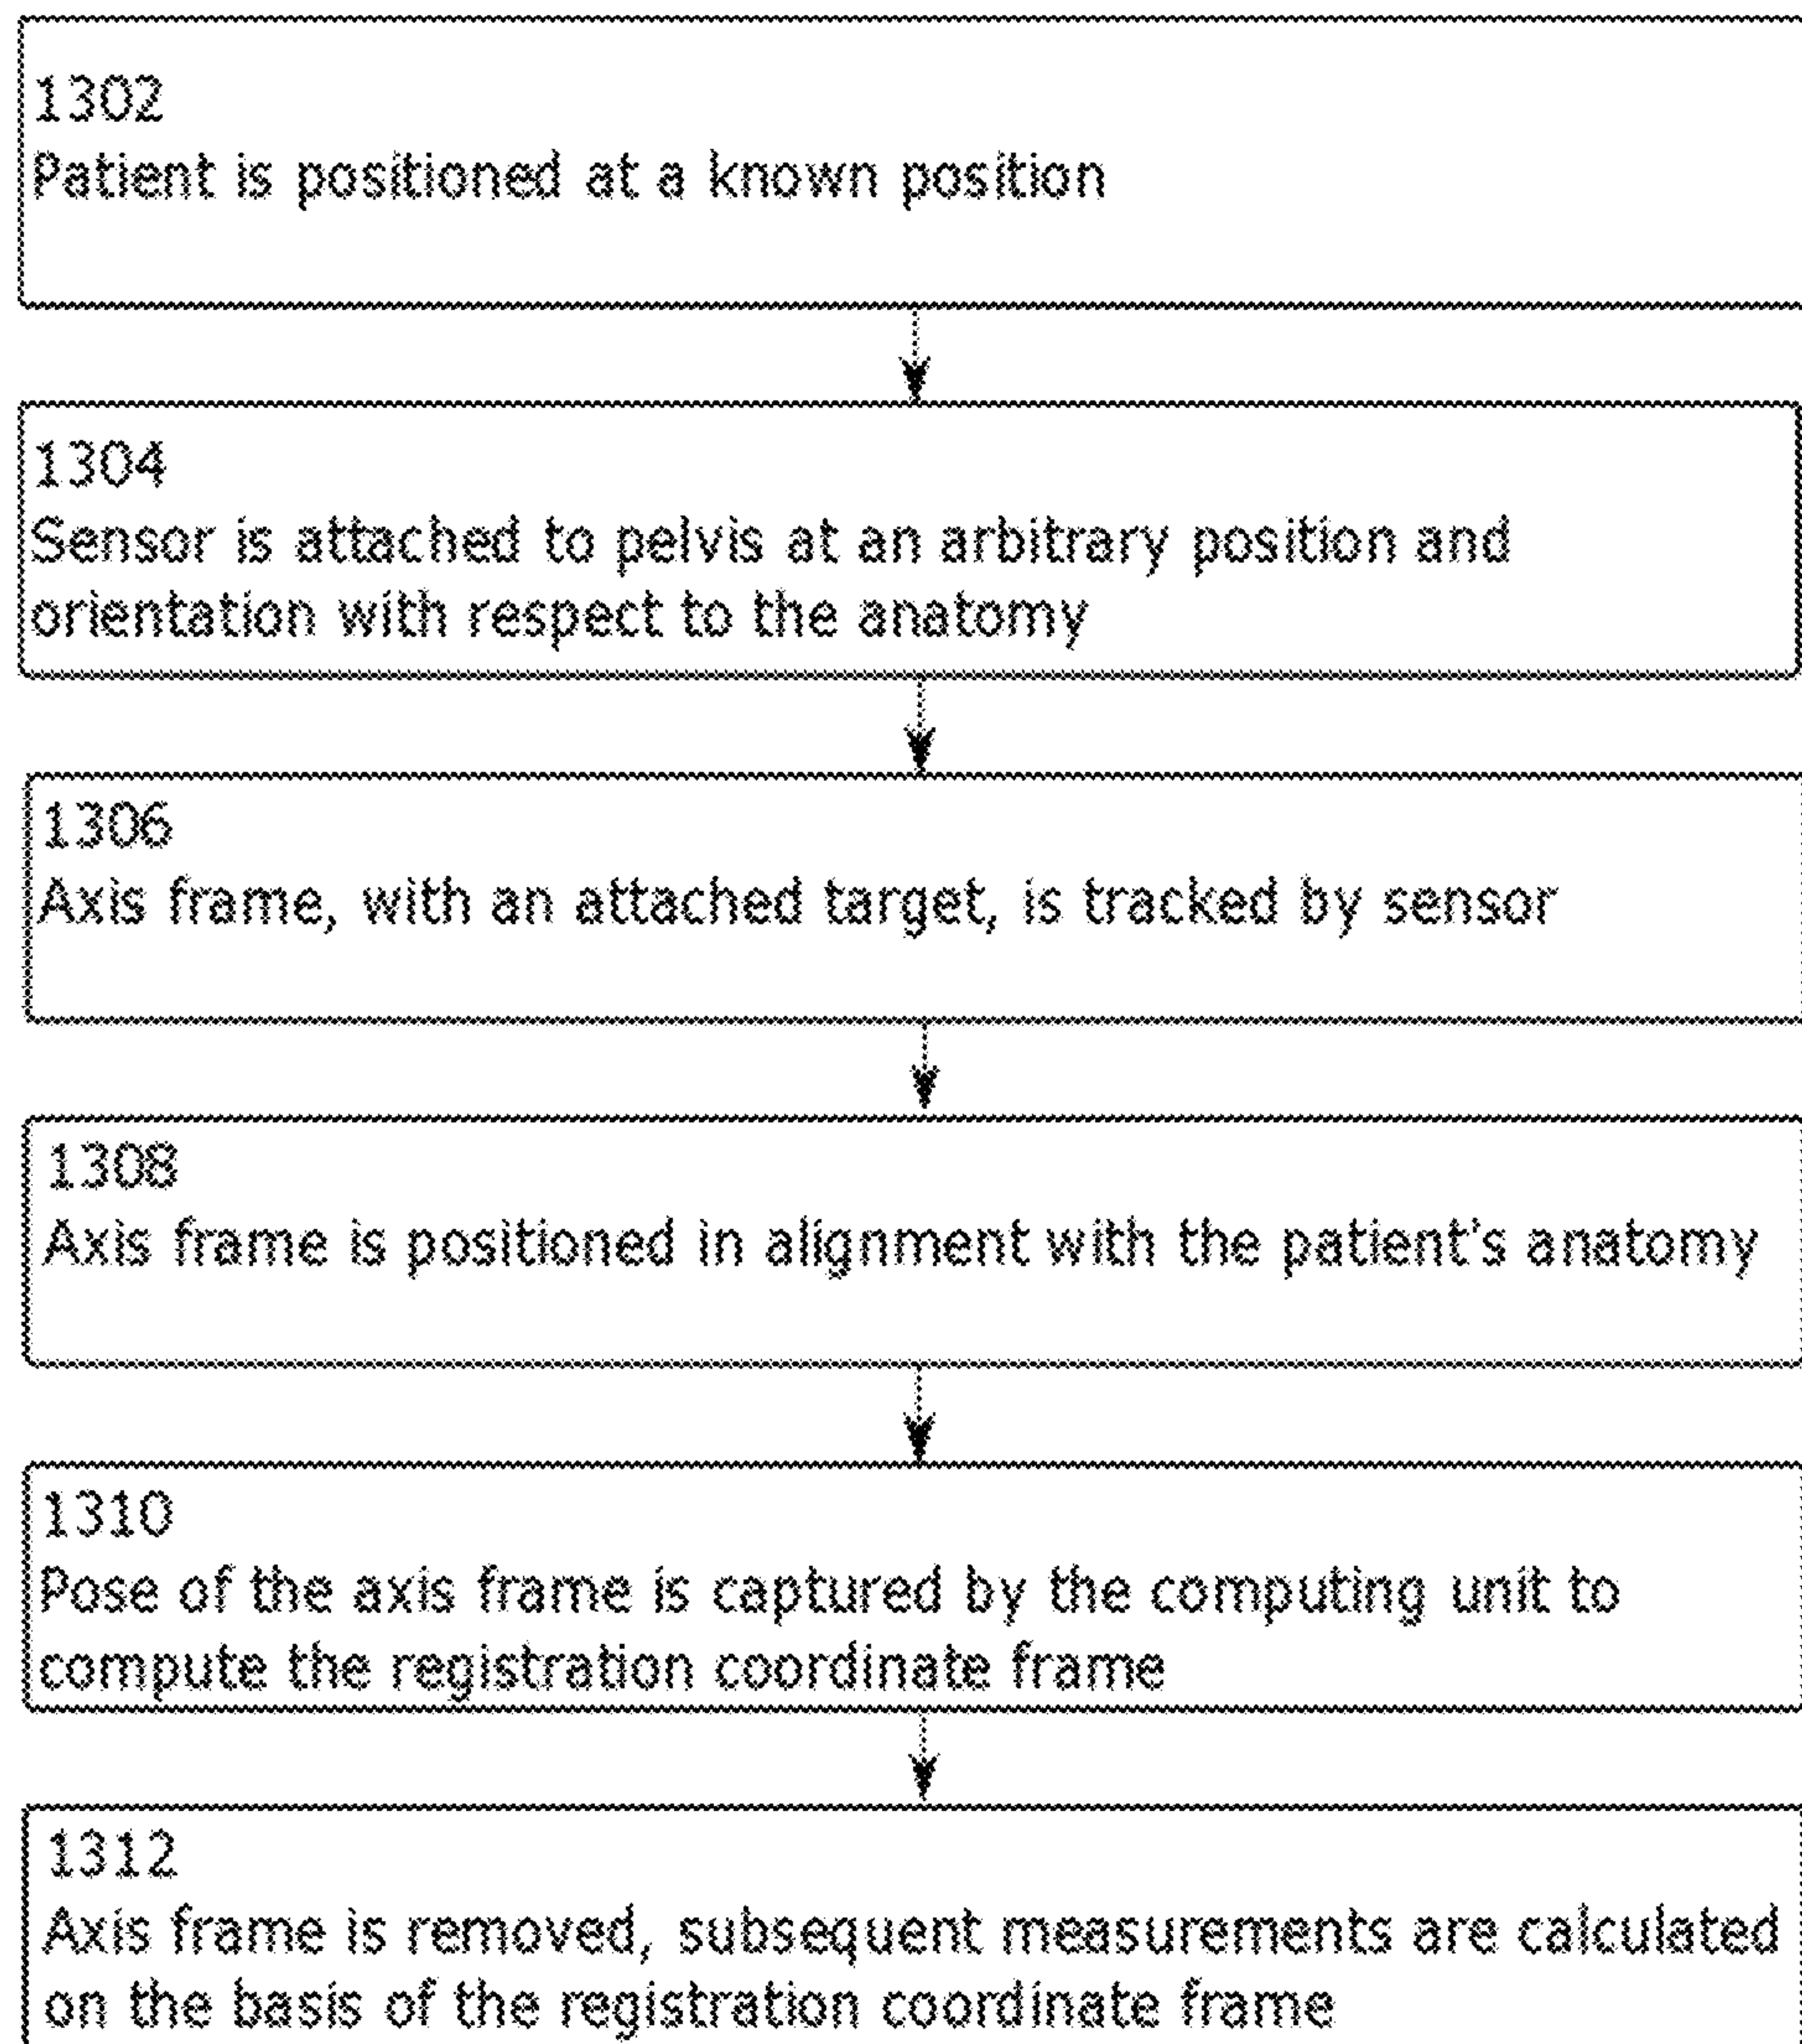 1302
Patient is positioned at a known position
1304
Sensor is attached to pelvis at an arbitrary position and
orientation with respect to the anatomy
1306
Axis frame, with an attached target, is tracked by sensor
1308
Axis frame is positioned in alignment with the patient's anatomy
1310
Pose of the axis frame is captured by the computing unit to
compute the registration coordinate frame
1312
Axis frame is removed, subsequent measurements are calculated
on the basis of the registration coordinate frame